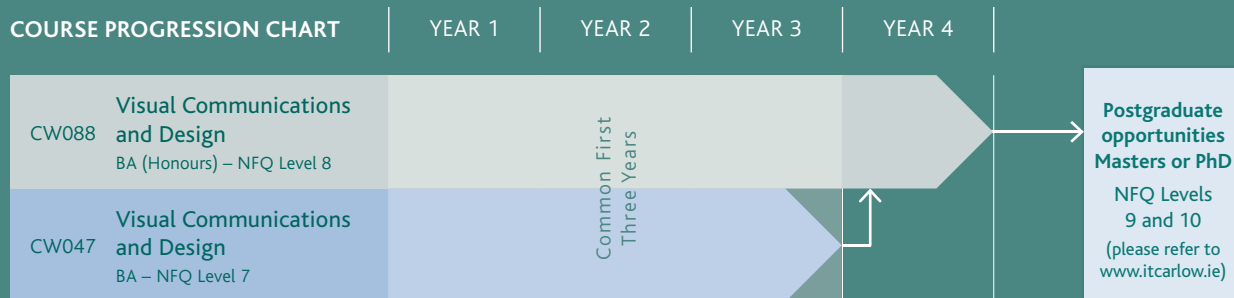 COURSE PROGRESSION CHART YEAR 1 YEAR 2 YEAR 3 YEAR 4
CW088
Visual Communications
and Design
BA (Honours) – NFQ Level 8
CW047
Visual Communications
and Design
BA – NFQ Level 7
Common First
Three Years
Postgraduate
opportunities
Masters or PhD
NFQ Levels
9 and 10
(please refer to
www.itcarlow.ie)